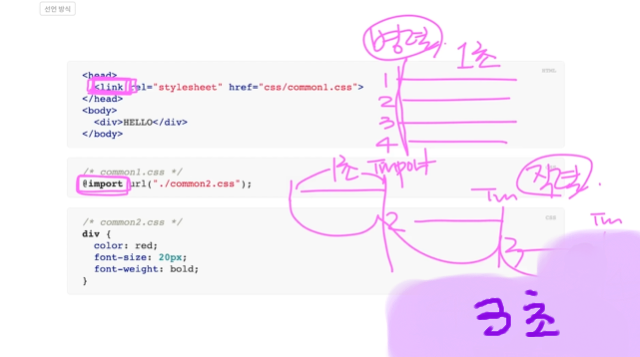 선언 방식
병렬.
1초
HTML
<head>
<link rel="stylesheet" href="css/common1.css">
</head>
<body>
<div>HELLO</div>
</body>
1
2
3
4
/* common1.css */
@import url("./common2.css");
1초
Import
직렬.
CSS
Im
Im
2
3
/* common2.css */
div {
color: red;
font-size: 20px;
font-weight: bold;
}
3초